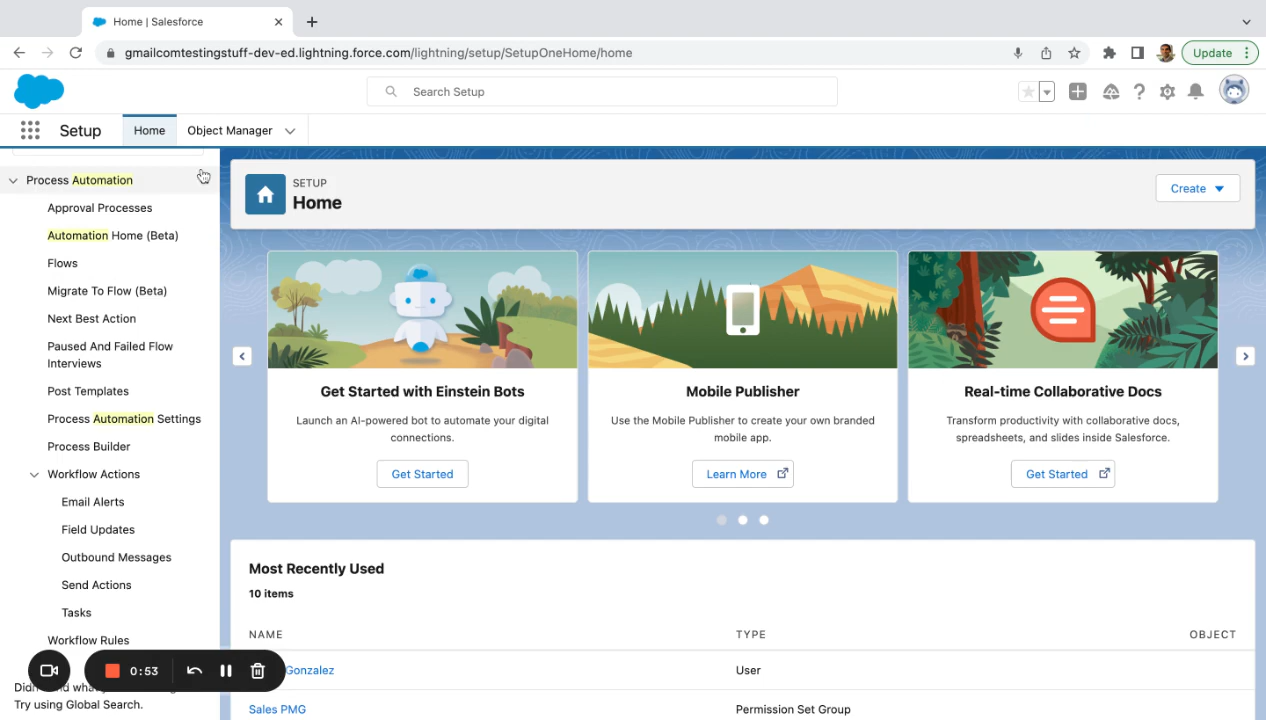 Home | Salesforce
gmailcomtestingstuff-dev-ed.lightning.force.com/lightning/setup/SetupOneHome/home
Update
Search Setup
Setup
Home
Object Manager
Process Automation
Approval Processes
Automation Home (Beta)
Flows
Migrate To Flow (Beta)
Next Best Action
Paused And Failed Flow
Interviews
Post Templates
Process Automation Settings
Process Builder
Workflow Actions
Email Alerts
Field Updates
Outbound Messages
Send Actions
Tasks
Workflow Rules
0:53
Try using Global Search.
SETUP
Home
Create
Get Started with Einstein Bots
Launch an AI-powered bot to automate your digital
connections.
Get Started
Mobile Publisher
Use the Mobile Publisher to create your own branded
mobile app.
Learn More
Real-time Collaborative Docs
Transform productivity with collaborative docs,
spreadsheets, and slides inside Salesforce.
Get Started
Most Recently Used
10 items
NAME TYPE OBJECT
Gonzalez User
Sales PMG Permission Set Group